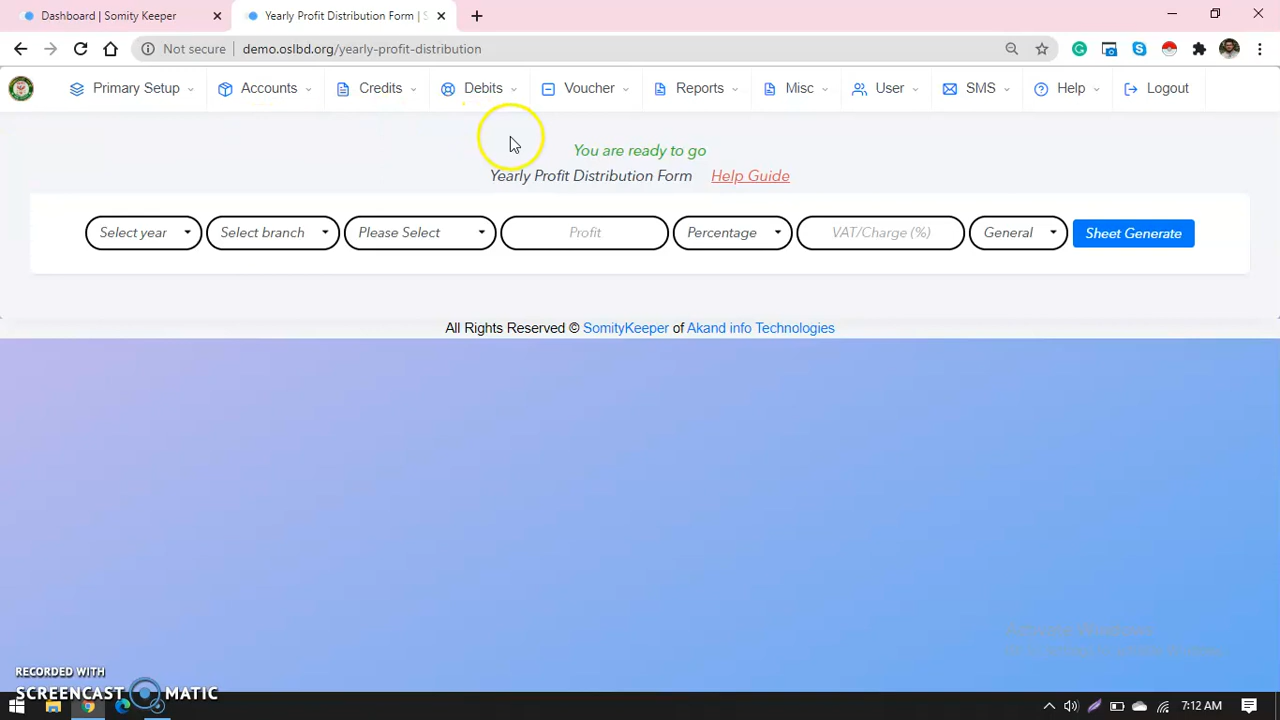 Dashboard | Somity Keeper
Yearly Profit Distribution Form | S
Not secure demo.oslbd.org/yearly-profit-distribution
Primary Setup Accounts Credits Debits Voucher Reports Misc User SMS Help Logout
You are ready to go
Yearly Profit Distribution Form Help Guide
Select year Select branch Please Select Profit Percentage VAT/Charge (%) General Sheet Generate
All Rights Reserved © SomityKeeper of Akand info Technologies
RECORDED WITH
SCREENCAST MATIC
7:12 AM